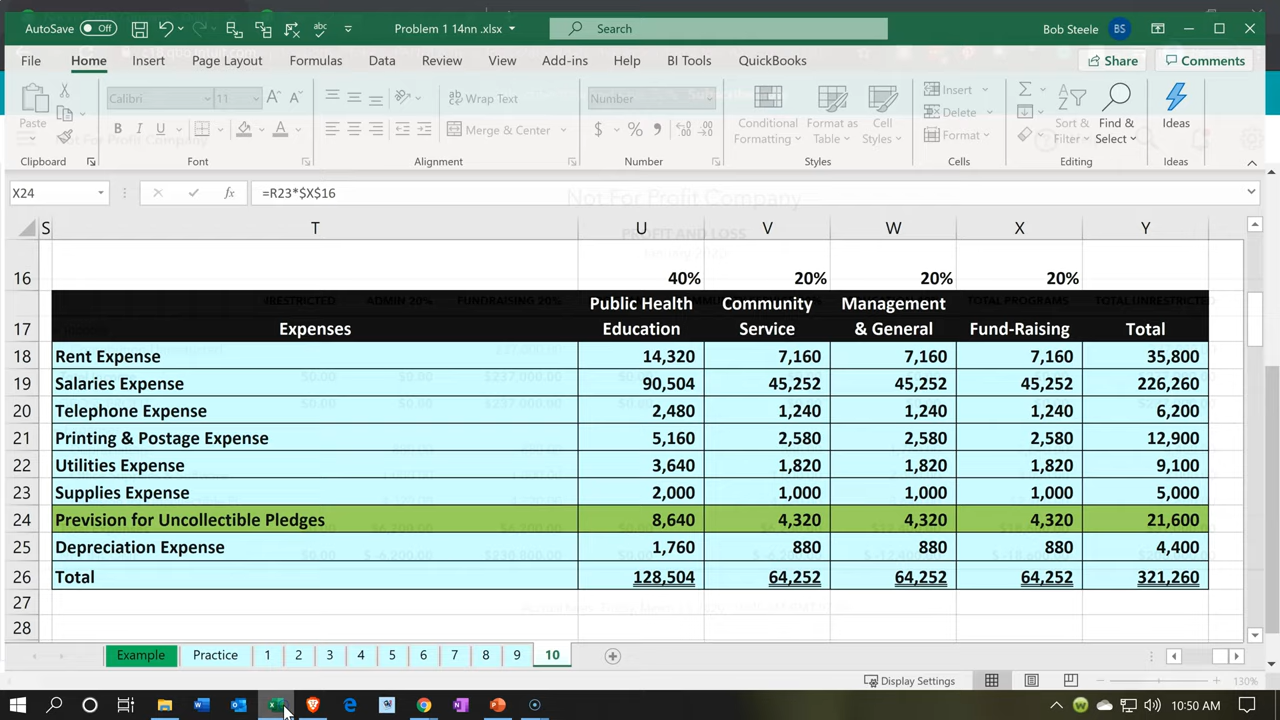 AutoSave Off Problem 1 14nn .xlsx Search Bob Steele BS
File Home Insert Page Layout Formulas Data Review View Add-ins Help BI Tools QuickBooks Share Comments
Calibri 11 Wrap Text Number Insert
Paste Merge & Center Conditional Formatting Format as Table Cell Styles Delete Format Sort & Filter Find & Select Ideas
Clipboard Font Alignment Number Styles Cells Editing Ideas
X24 fx =R23*$X$16
Not For Profit Company
PROFIT AND LOSS
S T U V W X Y
16 40% 20% 20% 20%
Public Health Community Management
17 Expenses Education Service & General Fund-Raising Total
18 Rent Expense 14,320 7,160 7,160 7,160 35,800
19 Salaries Expense 90,504 45,252 45,252 45,252 226,260
20 Telephone Expense 2,480 1,240 1,240 1,240 6,200
21 Printing & Postage Expense 5,160 2,580 2,580 2,580 12,900
22 Utilities Expense 3,640 1,820 1,820 1,820 9,100
23 Supplies Expense 2,000 1,000 1,000 1,000 5,000
24 Prevision for Uncollectible Pledges 8,640 4,320 4,320 4,320 21,600
25 Depreciation Expense 1,760 880 880 880 4,400
26 Total 128,504 64,252 64,252 64,252 321,260
27
28
Example Practice 1 2 3 4 5 6 7 8 9 10
Display Settings 130%
10:50 AM